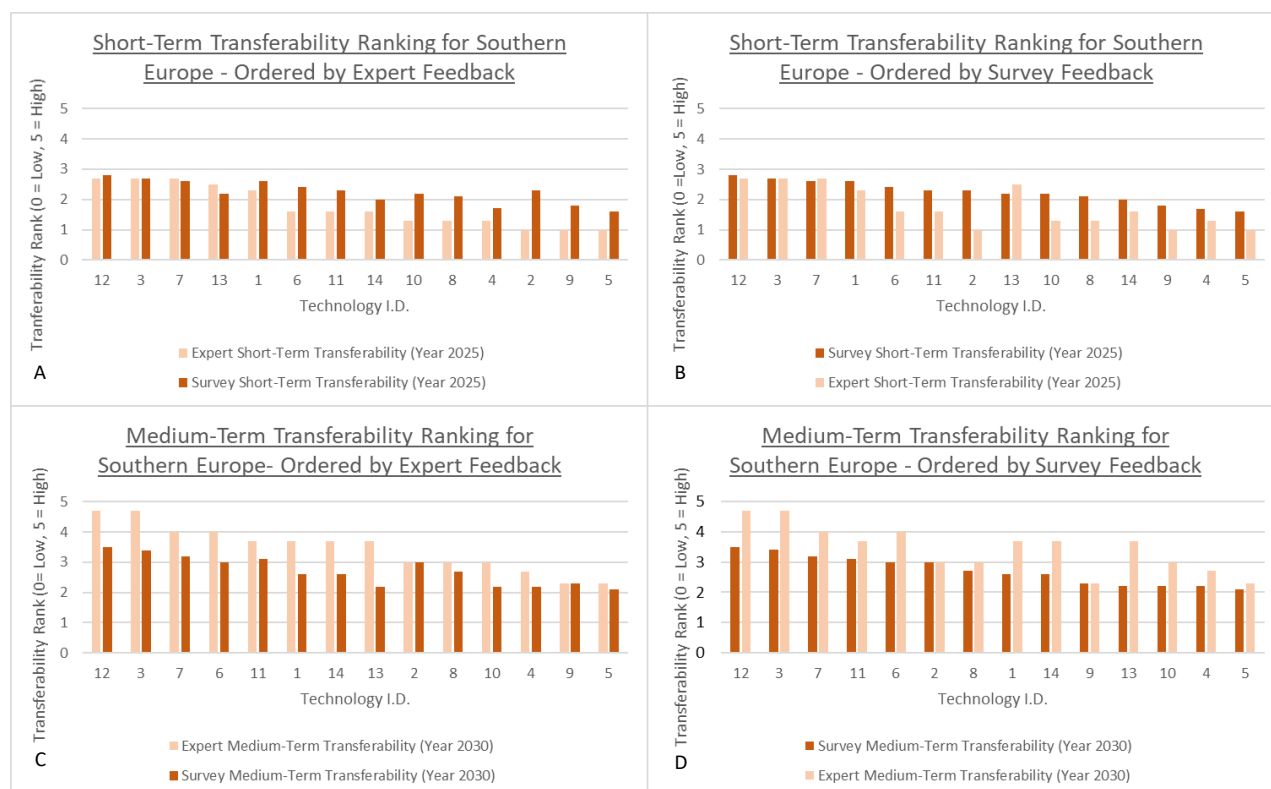 Short-Term Transferability Ranking for Southern
Europe - Ordered by Expert Feedback
Tranferability Rank (0 = Low, 5 = High)
5
4
3
2
1
0
12 3 7 13 1 6 11 14 10 8 4 2 9 5
Technology I.D.
Expert Short-Term Transferability (Year 2025)
Survey Short-Term Transferability (Year 2025)
A
Short-Term Transferability Ranking for Southern
Europe - Ordered by Survey Feedback
Transferability Rank (0 =Low, 5 = High)
5
4
3
2
1
0
12 3 7 1 6 11 2 13 10 8 14 9 4 5
Technology I.D.
Survey Short-Term Transferability (Year 2025)
Expert Short-Term Transferability (Year 2025)
B
Medium-Term Transferability Ranking for
Southern Europe- Ordered by Expert Feedback
Transferability Rank (0= Low, 5 = High)
5
4
3
2
1
0
12 3 7 6 11 1 14 13 2 8 10 4 9 5
Technology I.D.
Expert Medium-Term Transferability (Year 2030)
Survey Medium-Term Transferability (Year 2030)
C
Medium-Term Transferability Ranking for
Southern Europe - Ordered by Survey Feedback
Transferability Rank (0= Low, 5 = High)
5
4
3
2
1
0
12 3 7 11 6 2 8 1 14 9 13 10 4 5
Technology I.D.
Survey Medium-Term Transferability (Year 2030)
Expert Medium-Term Transferability (Year 2030)
D